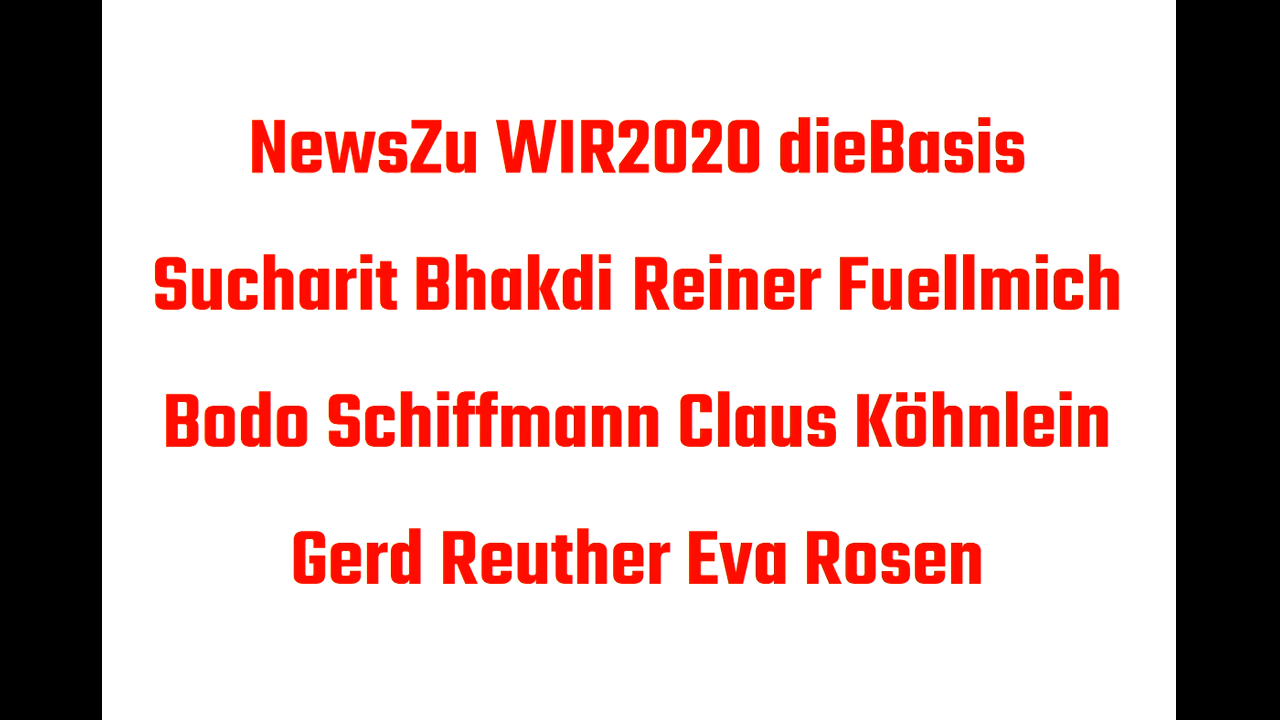 NewsZu WIR2020 dieBasis
Sucharit Bhakdi Reiner Fuellmich
Bodo Schiffmann Claus Köhnlein
Gerd Reuther Eva Rosen